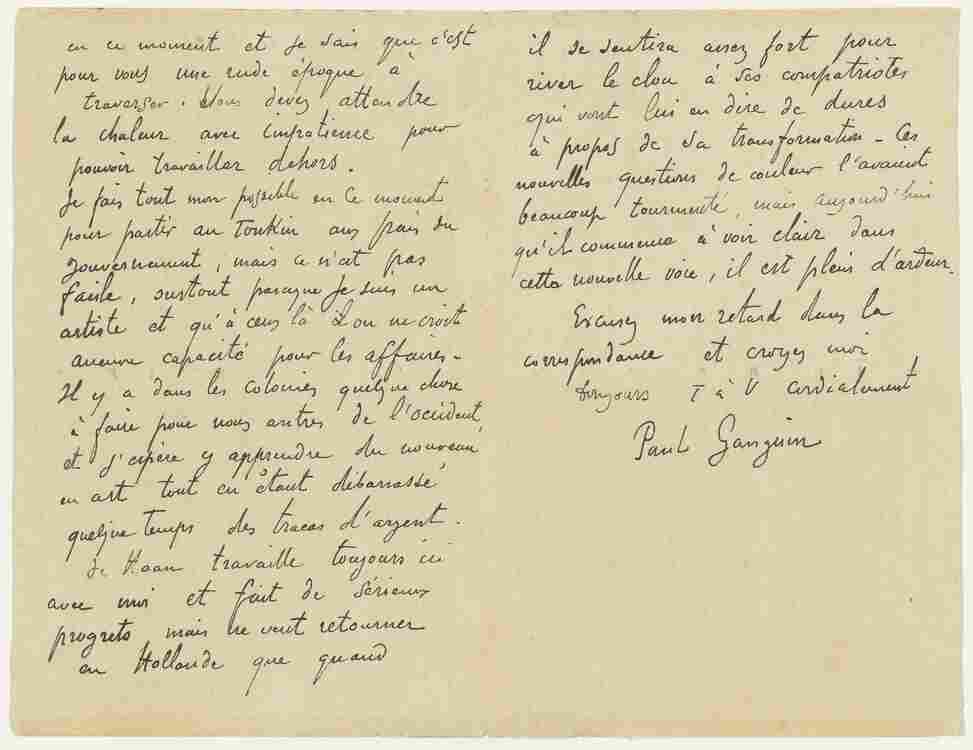 en ce moment et je sais que c'est
pour vous une rude époque à
traverser. Vous devez attendre
la chaleur avec impatience pour
pouvoir travailler dehors.
Je fais tout mon possible en ce moment
pour partir au Tonkin aux frais du
gouvernement, mais ce n'est pas
facile, surtout parceque je suis un
artiste et qu'à ceux là l'on ne croit
aucune capacité pour les affaires.
Il y a dans les colonies quelque chose
à faire pour nous autres de l'occident,
et j'espère y apprendre du nouveau
en art tout en étant débarrassé
quelque temps des tracas d'argent.
de Haan travaille toujours ici
avec moi et fait de sérieux
progrets mais ne veut retourner
en Hollande que quand
il se sentira assez fort pour
river le clou à ses compatriotes
qui vont lui en dire de dures
à propos de sa transformation - Ces
nouvelles questions de couleur l'avaient
beaucoup tourmenté, mais aujourd'hui
qu'il commence à voir clair dans
cette nouvelle voie, il est plein d'ardeur.
Excusez mon retard dans la
correspondance et croyez moi
toujours T à V cordialement
Paul Gauguin